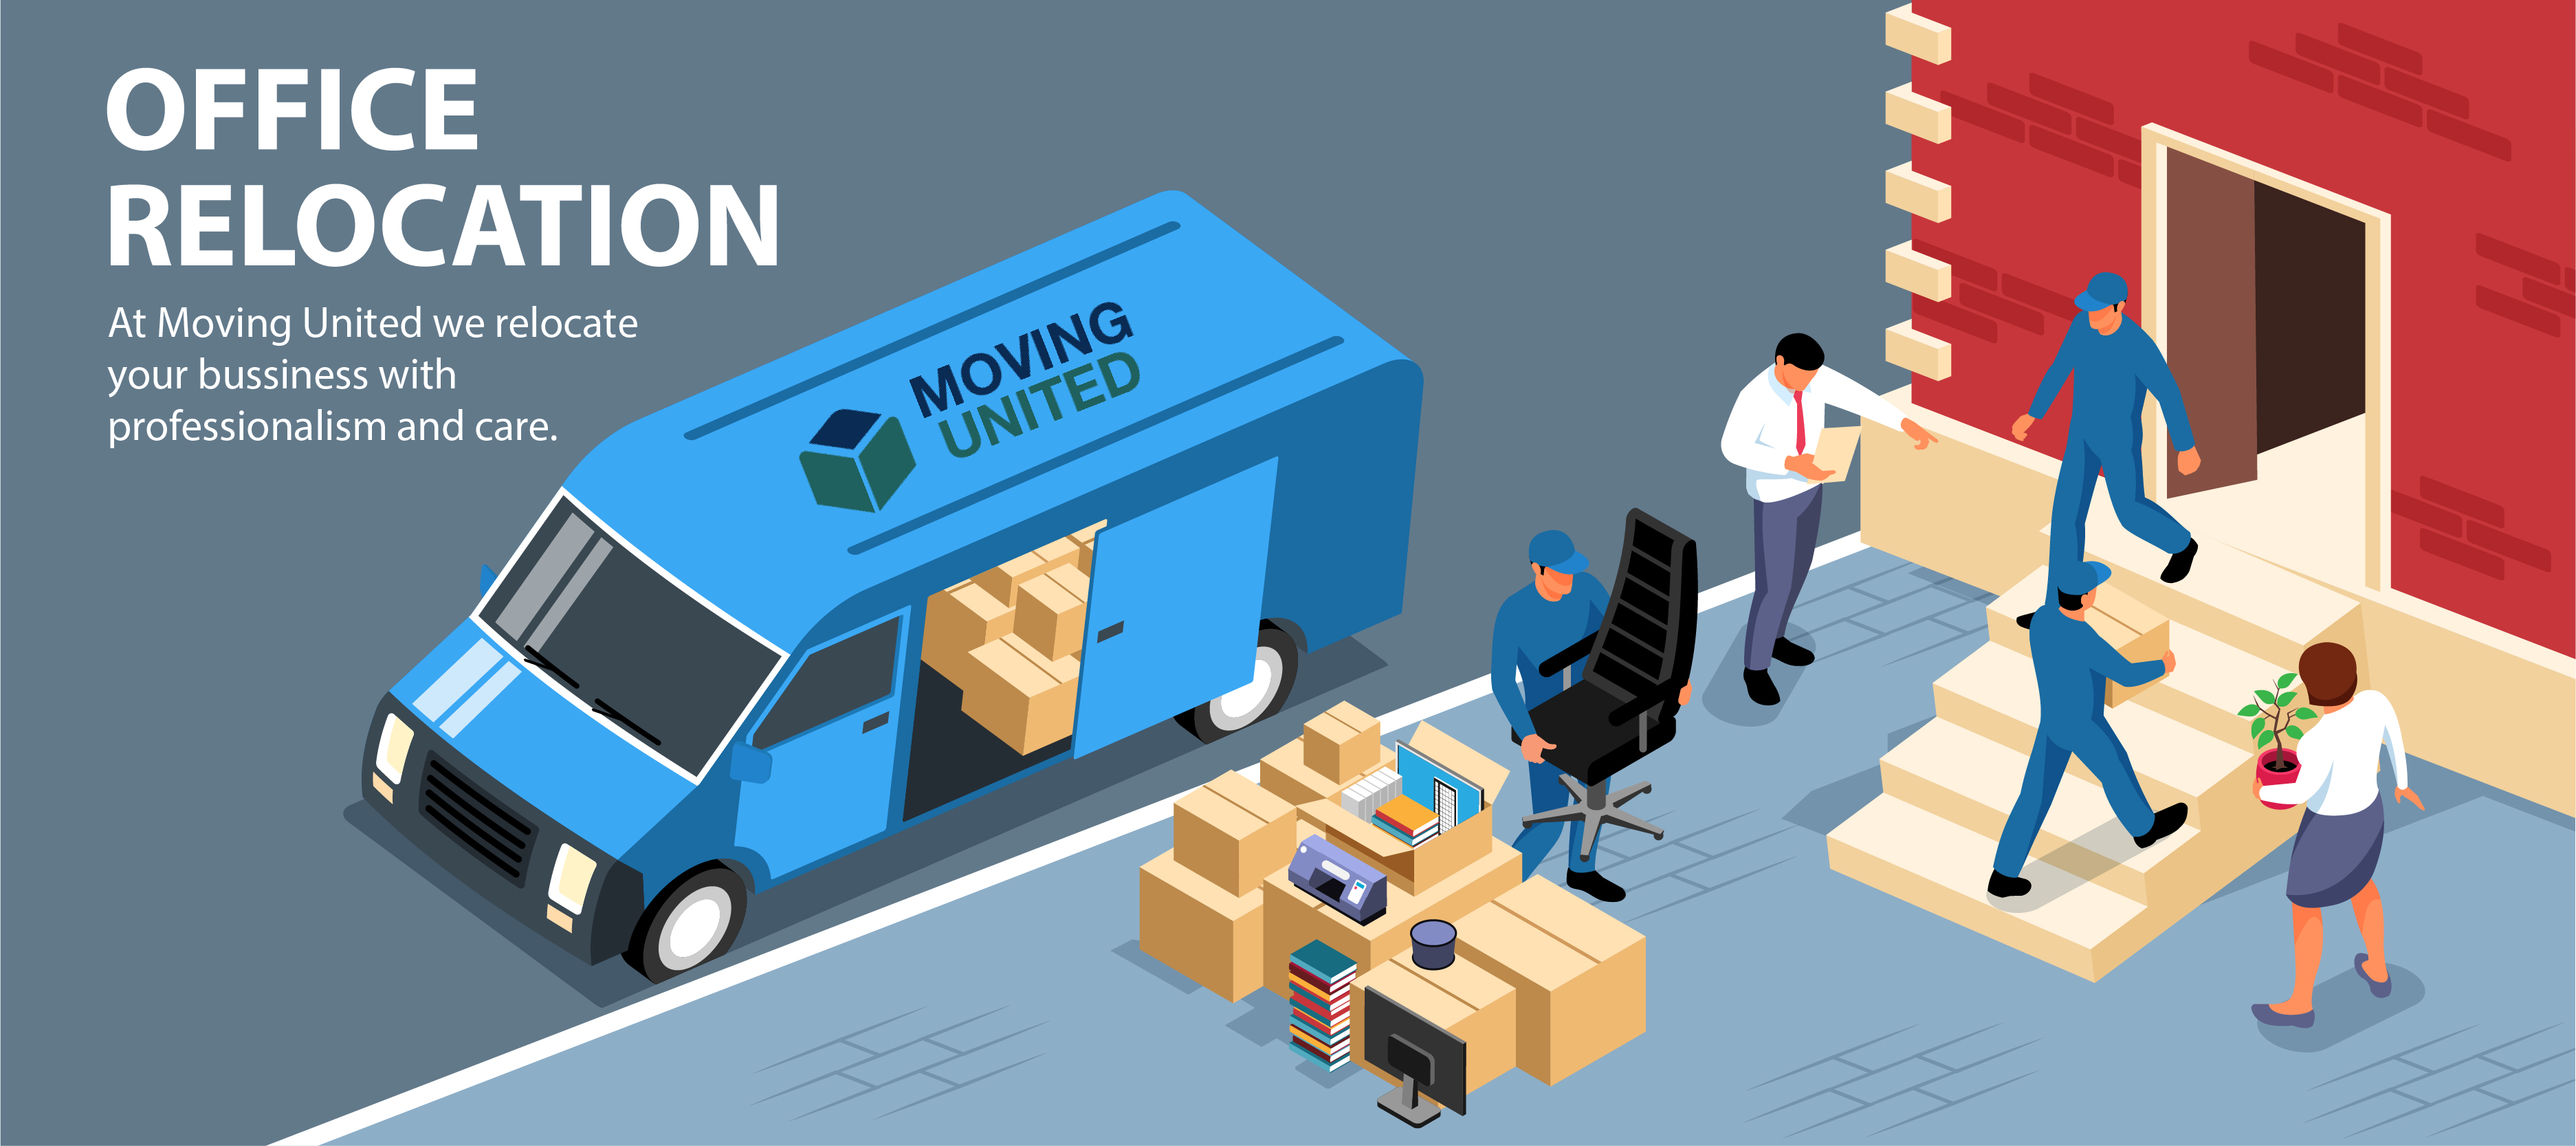 OFFICE
RELOCATION
At Moving United we relocate
your bussiness with
professionalism and care.
MOVING
UNITED